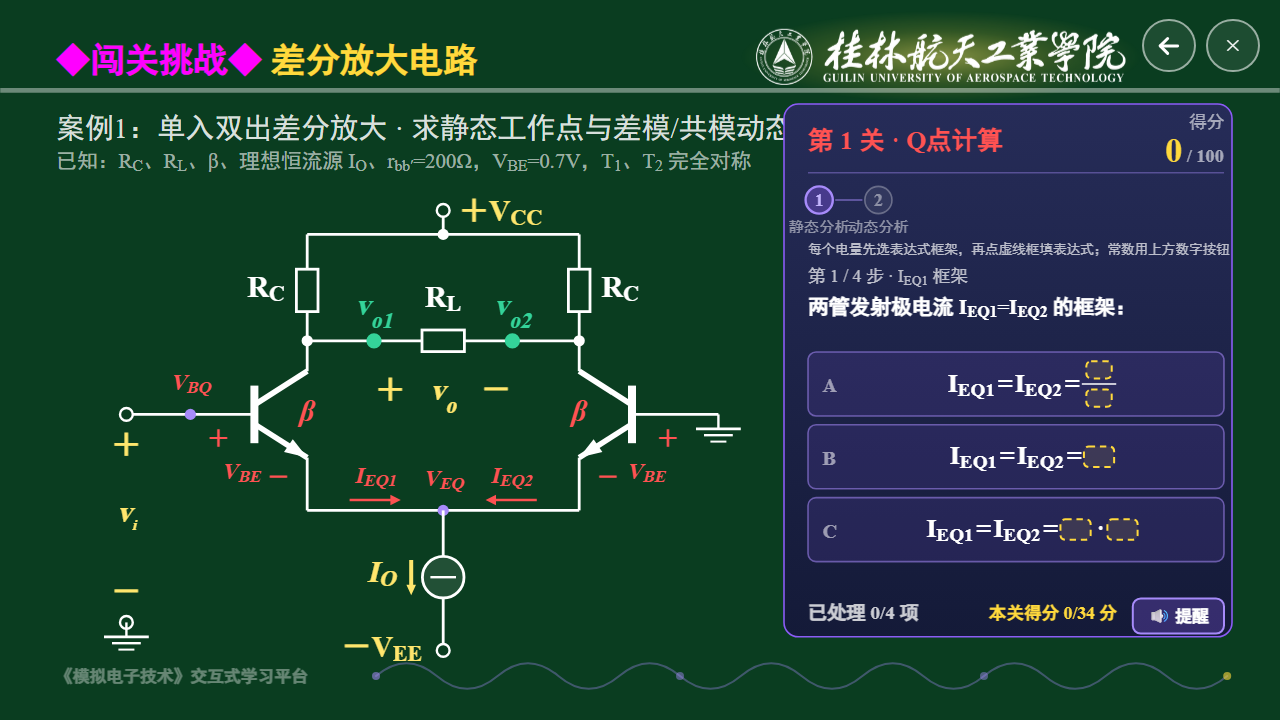 ◆闯关挑战◆ 差分放大电路
桂林航天工業學院
GUILIN UNIVERSITY OF AEROSPACE TECHNOLOGY
案例1：单入双出差分放大 · 求静态工作点与差模/共模动态
已知：RC、RL、β、理想恒流源 IO、rbb'=200Ω，VBE=0.7V，T1、T2 完全对称
+VCC
RC
RL
RC
vo1
vo2
VBQ
+ vo −
β
β
+
+
+
VBE −
IEQ1
VEQ
IEQ2
− VBE
vi
IO
−
−VEE
《模拟电子技术》交互式学习平台
第 1 关 · Q点计算
得分
0 / 100
1
2
静态分析动态分析
每个电量先选表达式框架，再点虚线框填表达式；常数用上方数字按钮
第 1 / 4 步 · IEQ1 框架
两管发射极电流 IEQ1=IEQ2 的框架：
A IEQ1=IEQ2=
B IEQ1=IEQ2=
C IEQ1=IEQ2= ·
已处理 0/4 项
本关得分 0/34 分
提醒